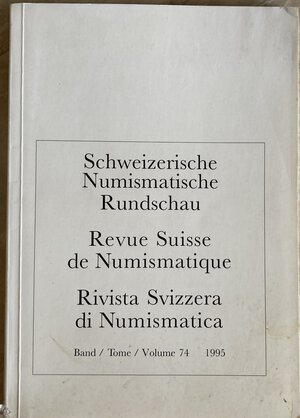 Schweizerische
Numismatische
Rundschau
Revue Suisse
de Numismatique
Rivista Svizzera
di Numismatica
Band / Tome / Volume 74 1995